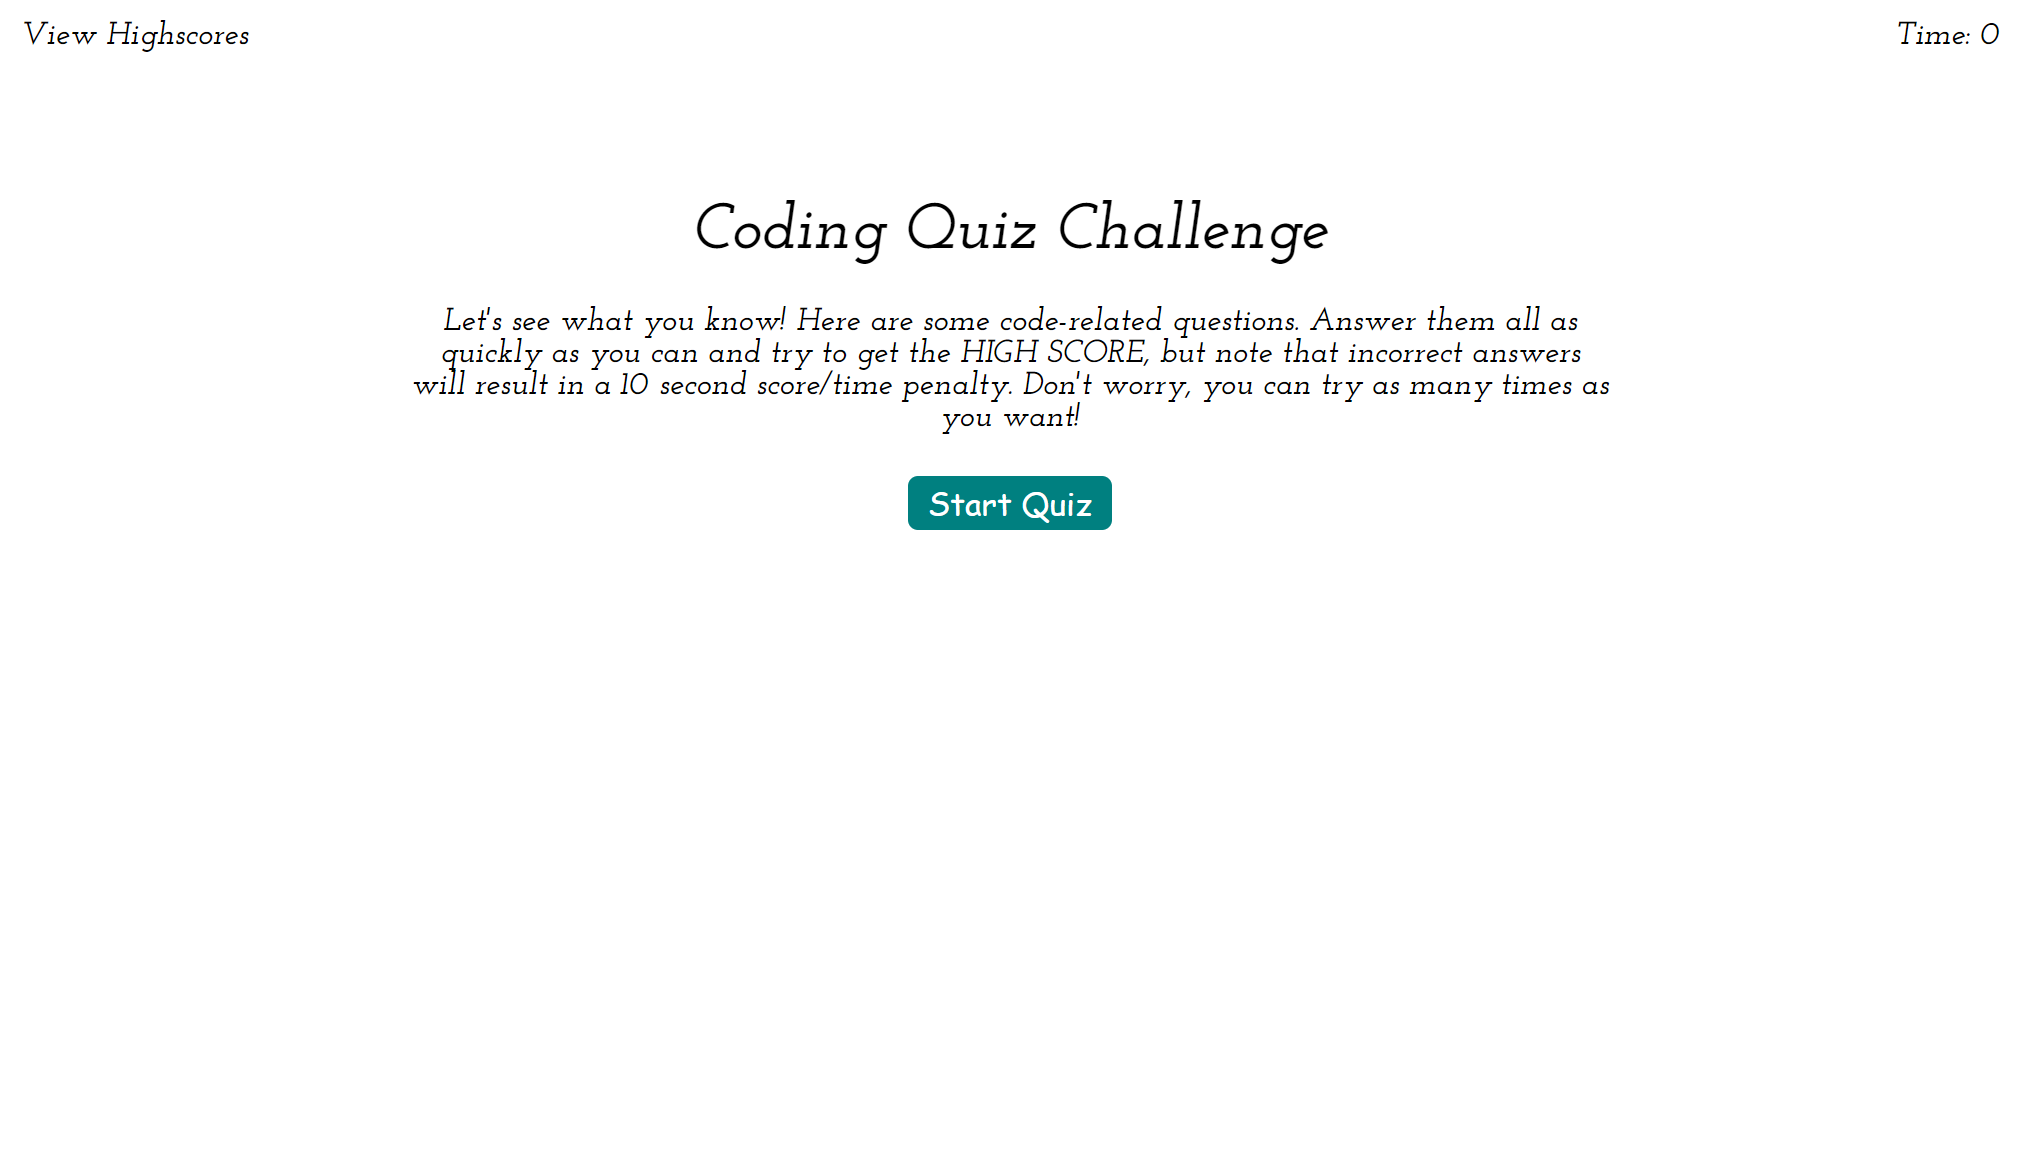 View Highscores
Time: 0
Coding Quiz Challenge
Let's see what you know! Here are some code-related questions. Answer them all as
quickly as you can and try to get the HIGH SCORE, but note that incorrect answers
will result in a 10 second score/time penalty. Don't worry, you can try as many times as
you want!
Start Quiz